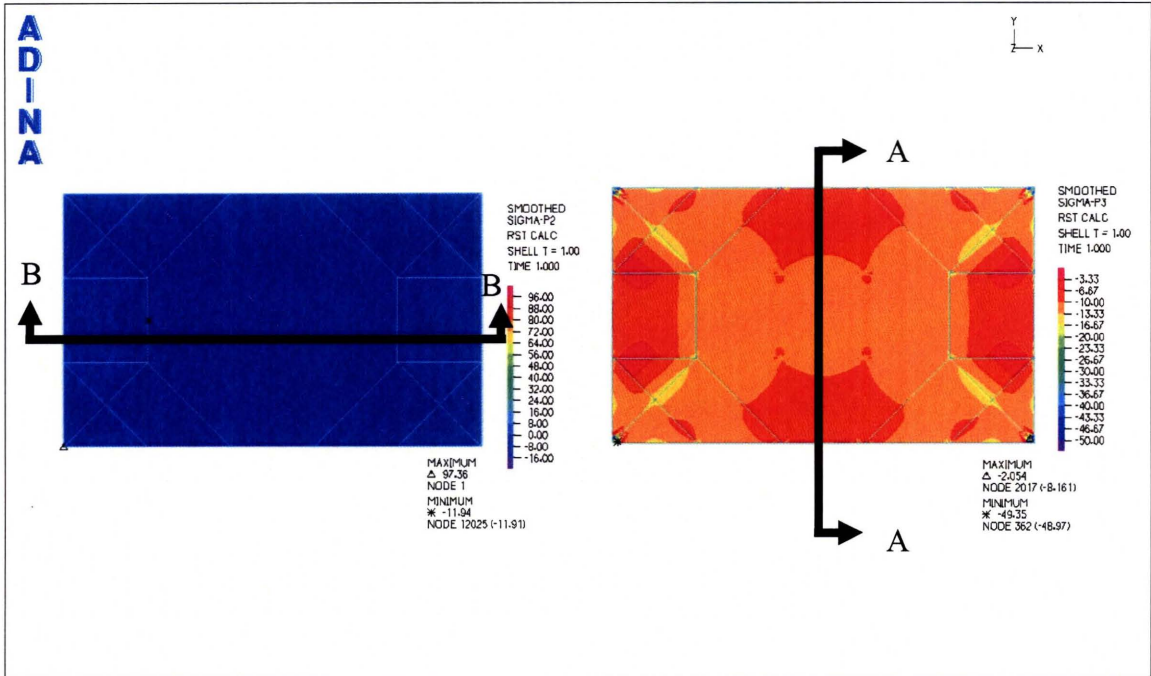 A
D
I
N
A
Y
Z X
A
B
B
SMOOTHED
SIGMA-P2
RST CALC
SHELL T = 1.00
TIME 1.000
96.00
88.00
80.00
72.00
64.00
56.00
48.00
40.00
32.00
24.00
16.00
8.00
0.00
-8.00
-16.00
MAXIMUM
△ 97.36
NODE 1
MINIMUM
* -11.94
NODE 12025 (-11.91)
SMOOTHED
SIGMA-P3
RST CALC
SHELL T = 1.00
TIME 1.000
-3.33
-6.67
-10.00
-13.33
-16.67
-20.00
-23.33
-26.67
-30.00
-33.33
-36.67
-40.00
-43.33
-46.67
-50.00
MAXIMUM
△ -2.054
NODE 2017 (-8.161)
MINIMUM
* -49.35
NODE 362 (-48.97)
A